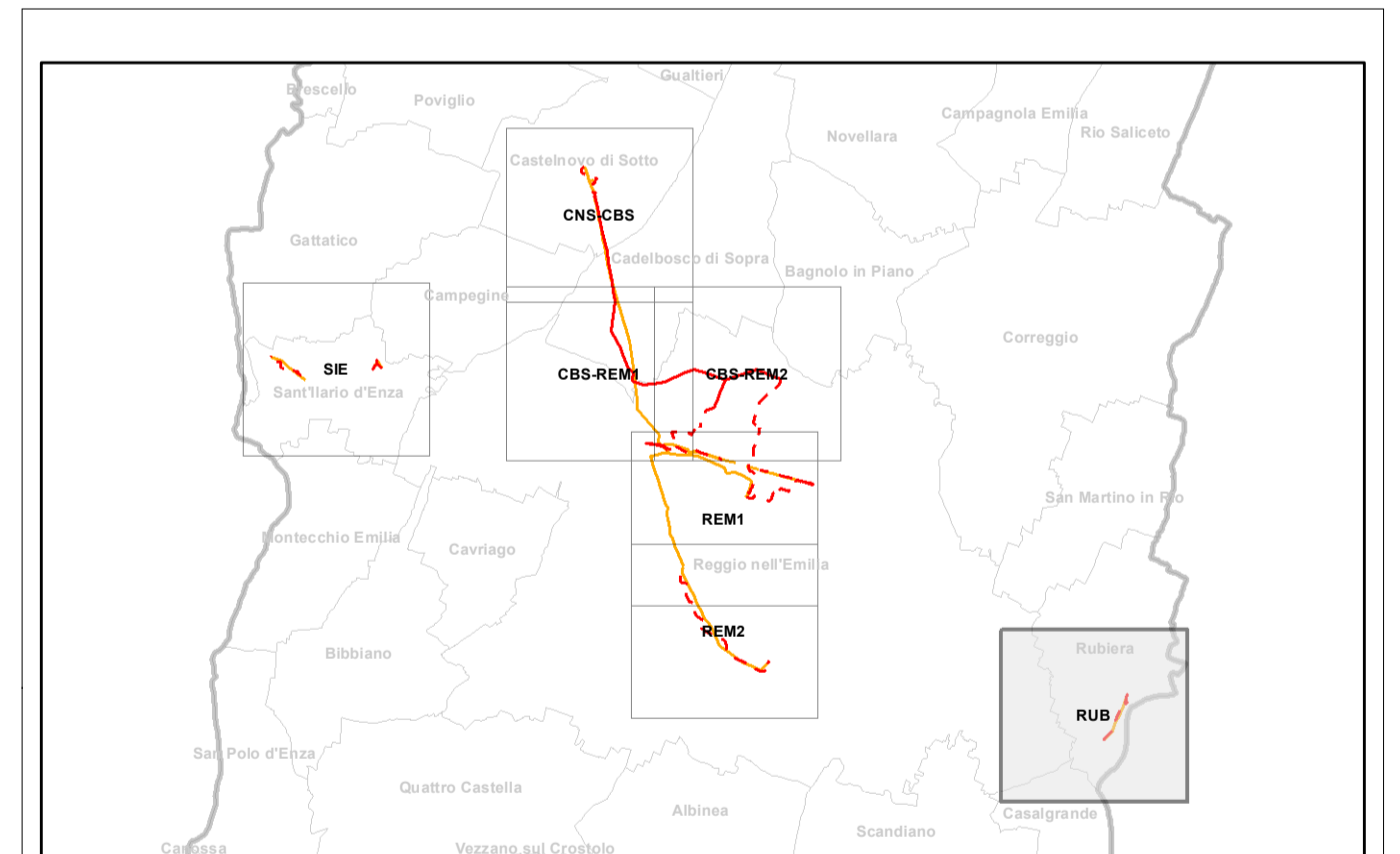 Gualtieri
Brescello
Poviglio
Campagnola Emilia
Novellara
Rio Saliceto
Castelnovo di Sotto
CNS-CBS
Gattatico
Cadelbosco di Sopra
Bagnolo in Piano
Campegine
Correggio
SIE
CBS-REM1
CBS-REM2
Sant'Ilario d'Enza
San Martino in Rio
REM1
Montecchio Emilia
Cavriago
Reggio nell'Emilia
REM2
Bibbiano
Rubiera
RUB
San Polo d'Enza
Quattro Castella
Albinea
Casalgrande
Scandiano
Canossa
Vezzano sul Crostolo